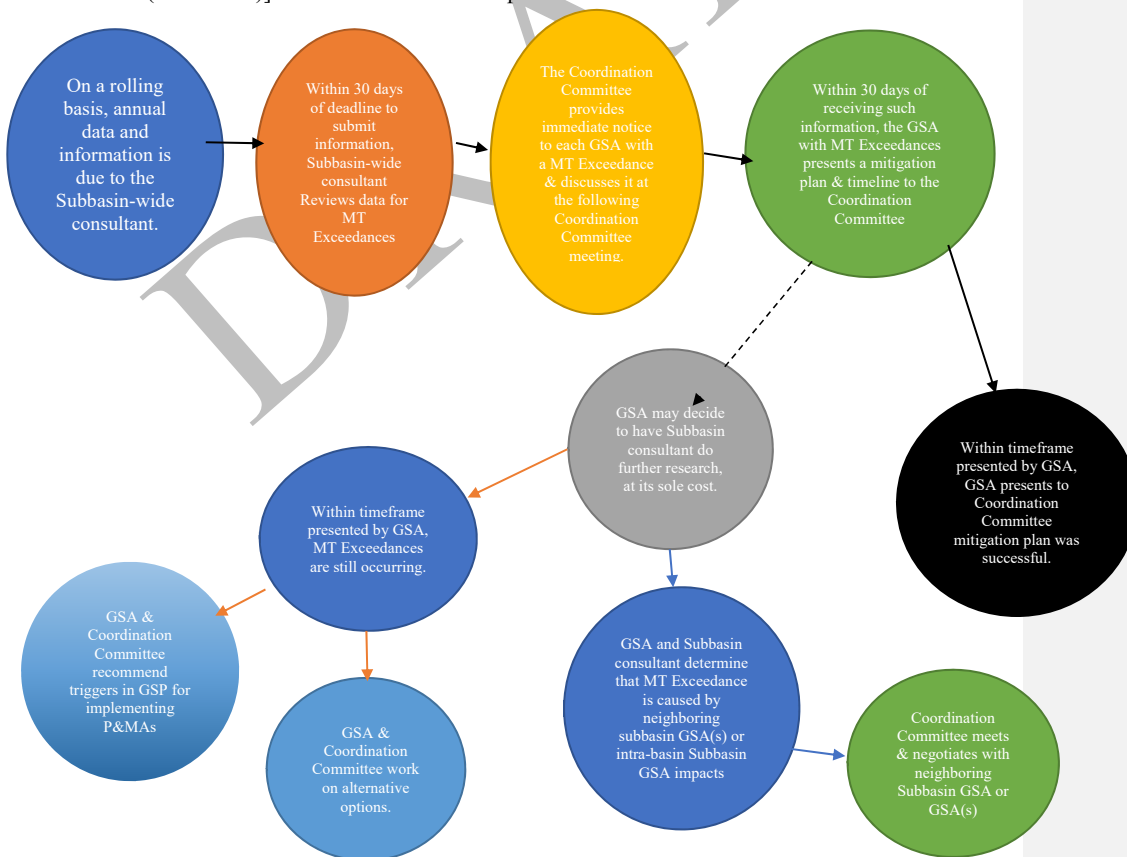 On a rolling
basis, annual
data and
information is
due to the
Subbasin-wide
consultant.
Within 30 days
of deadline to
submit
information,
Subbasin-wide
consultant
Reviews data for
MT
Exceedances
The Coordination
Committee
provides
immediate notice
to each GSA with
a MT Exceedance
& discusses it at
the following
Coordination
Committee
meeting.
Within 30 days of
receiving such
information, the GSA
with MT Exceedances
presents a mitigation
plan & timeline to the
Coordination
Committee
GSA may decide
to have Subbasin
consultant do
further research,
at its sole cost.
Within timeframe
presented by GSA,
GSA presents to
Coordination
Committee
mitigation plan was
successful.
Within timeframe
presented by GSA,
MT Exceedances
are still occurring.
GSA &
Coordination
Committee
recommend
triggers in GSP for
implementing
P&MAs
GSA &
Coordination
Committee work
on alternative
options.
GSA and Subbasin
consultant determine
that MT Exceedance
is caused by
neighboring
subbasin GSA(s) or
intra-basin Subbasin
GSA impacts
Coordination
Committee meets
& negotiates with
neighboring
Subbasin GSA or
GSA(s)